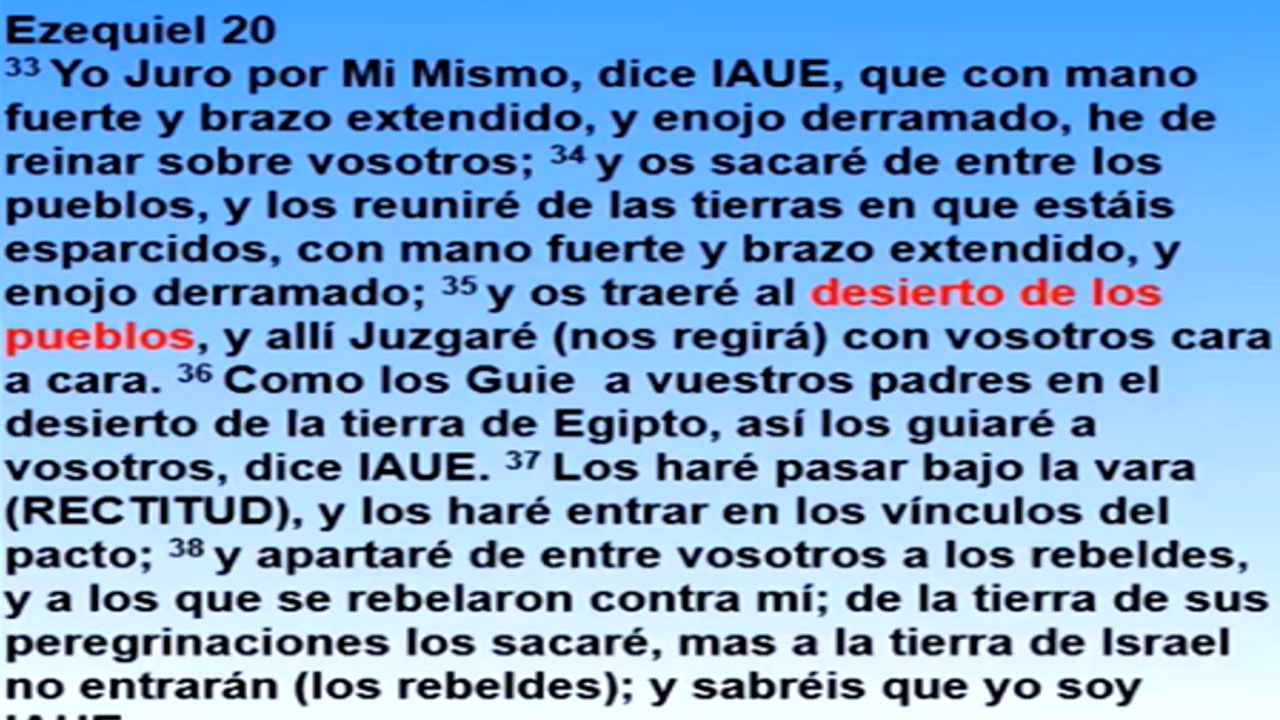 Ezequiel 20
33 Yo Juro por Mi Mismo, dice IAUE, que con mano
fuerte y brazo extendido, y enojo derramado, he de
reinar sobre vosotros; 34 y os sacaré de entre los
pueblos, y los reuniré de las tierras en que estáis
esparcidos, con mano fuerte y brazo extendido, y
enojo derramado; 35 y os traeré al desierto de los
pueblos, y allí Juzgaré (nos regirá) con vosotros cara
a cara. 36 Como los Guie a vuestros padres en el
desierto de la tierra de Egipto, así los guiaré a
vosotros, dice IAUE. 37 Los haré pasar bajo la vara
(RECTITUD), y los haré entrar en los vínculos del
pacto; 38 y apartaré de entre vosotros a los rebeldes,
y a los que se rebelaron contra mí; de la tierra de sus
peregrinaciones los sacaré, mas a la tierra de Israel
no entrarán (los rebeldes); y sabréis que yo soy